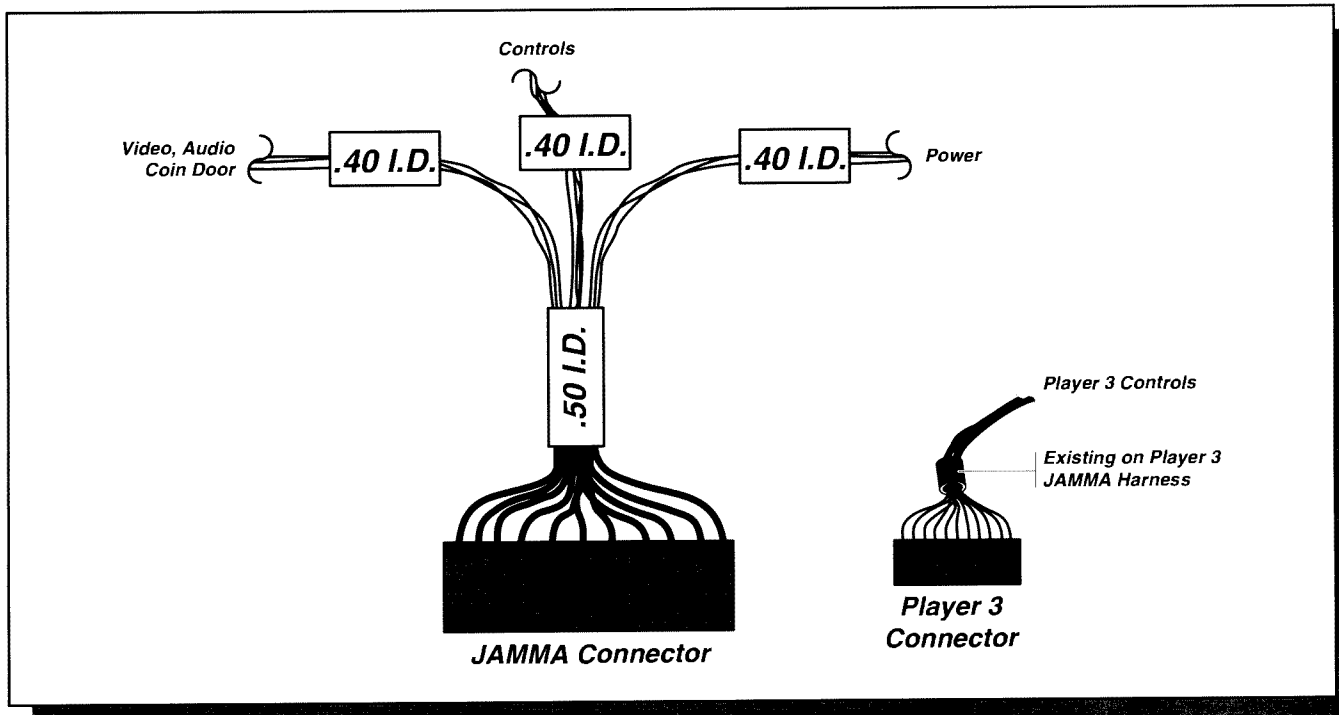 Controls
Video, Audio
Coin Door
.40 I.D.
.40 I.D.
.40 I.D.
Power
.50 I.D.
Player 3 Controls
Existing on Player 3
JAMMA Harness
JAMMA Connector
Player 3
Connector